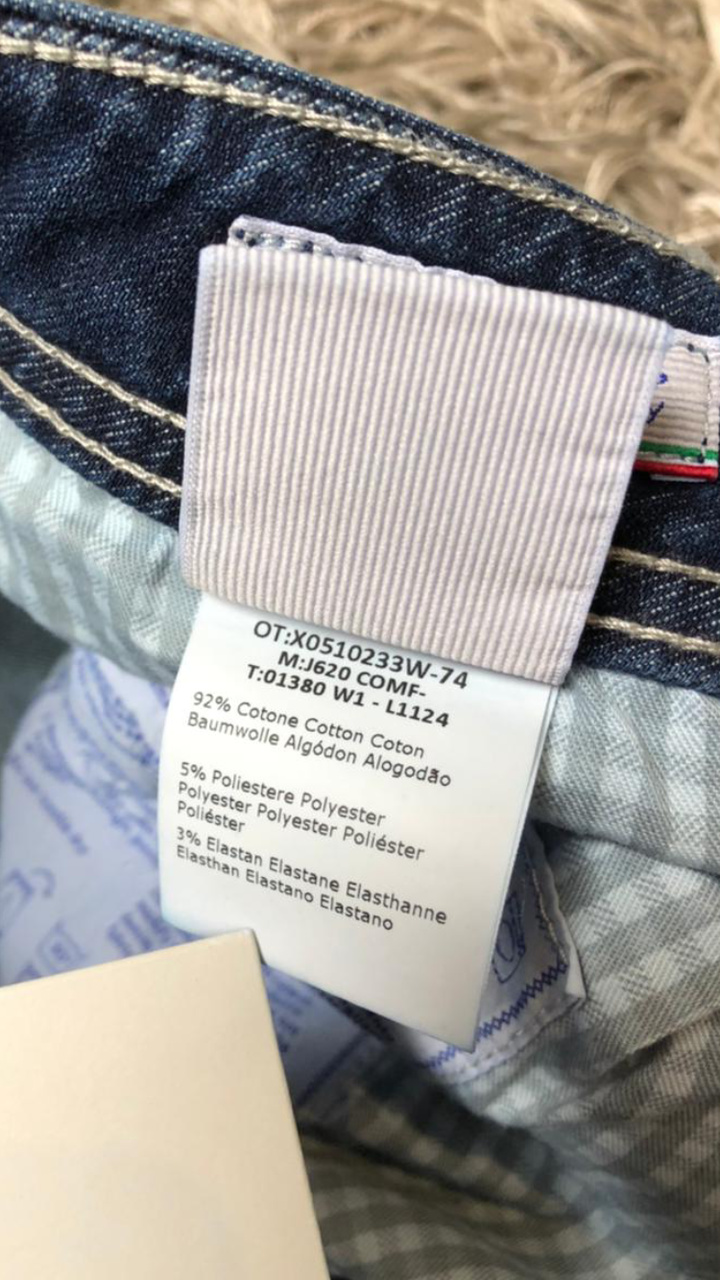 OT:X0510233W-74
M:J620 COMF-
T:01380 W1 - L1124
92% Cotone Cotton Coton
Baumwolle Algódon Alogodão
5% Poliestere Polyester
Polyester Polyester Poliéster
Poliéster
3% Elastan Elastane Elasthanne
Elasthan Elastano Elastano